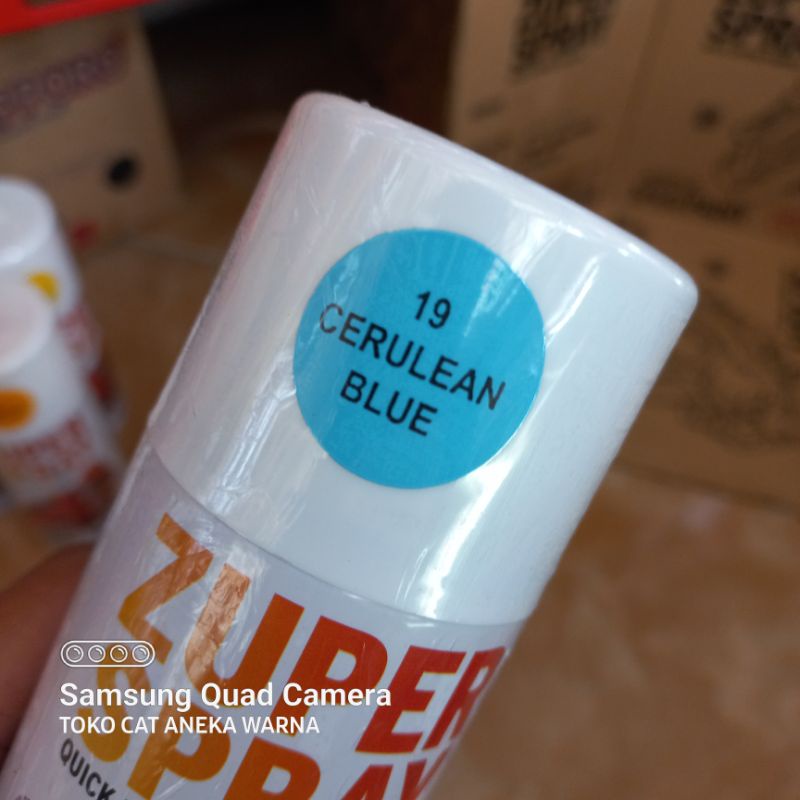 19
CERULEAN
BLUE
ZUPER
SPRAY
QUICK
Samsung Quad Camera
TOKO CAT ANEKA WARNA